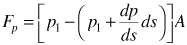 F_p = [p_1 − (p_1 + dp/ds ds)] A